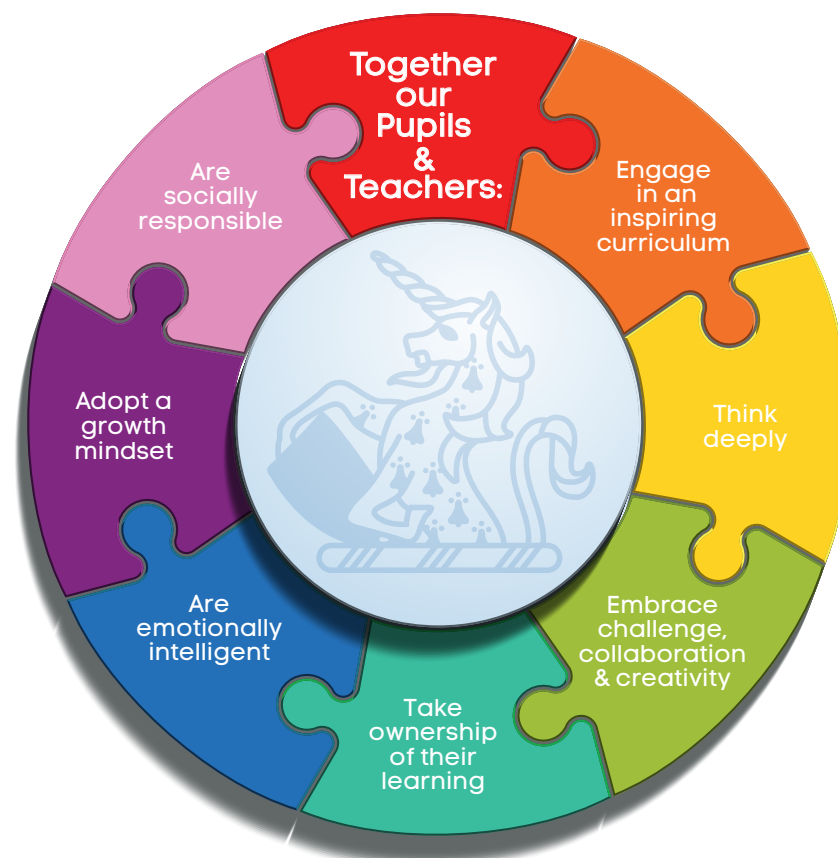 Together
our
Pupils
&
Teachers:
Engage
in an
inspiring
curriculum
Think
deeply
Embrace
challenge,
collaboration
& creativity
Take
ownership
of their
learning
Are
emotionally
intelligent
Adopt a
growth
mindset
Are
socially
responsible